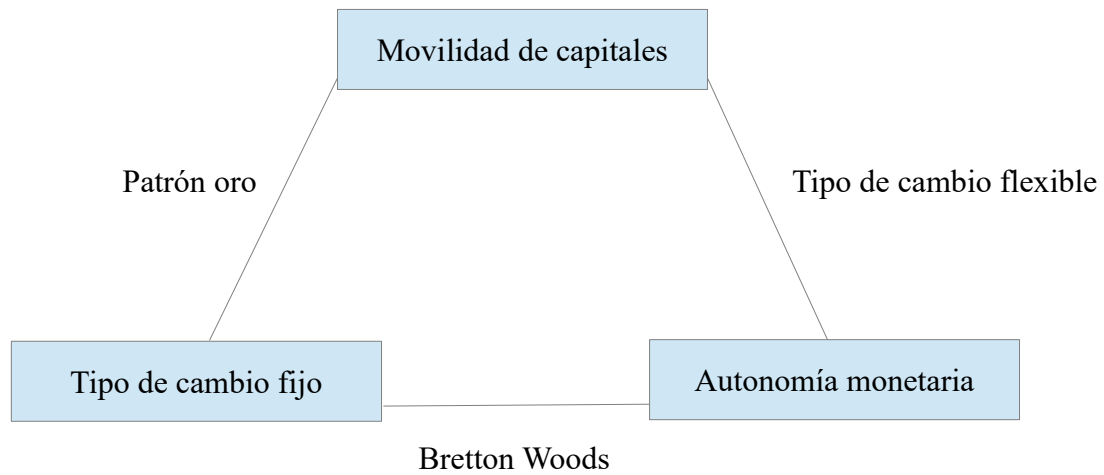 Movilidad de capitales
Patrón oro
Tipo de cambio flexible
Tipo de cambio fijo
Autonomía monetaria
Bretton Woods